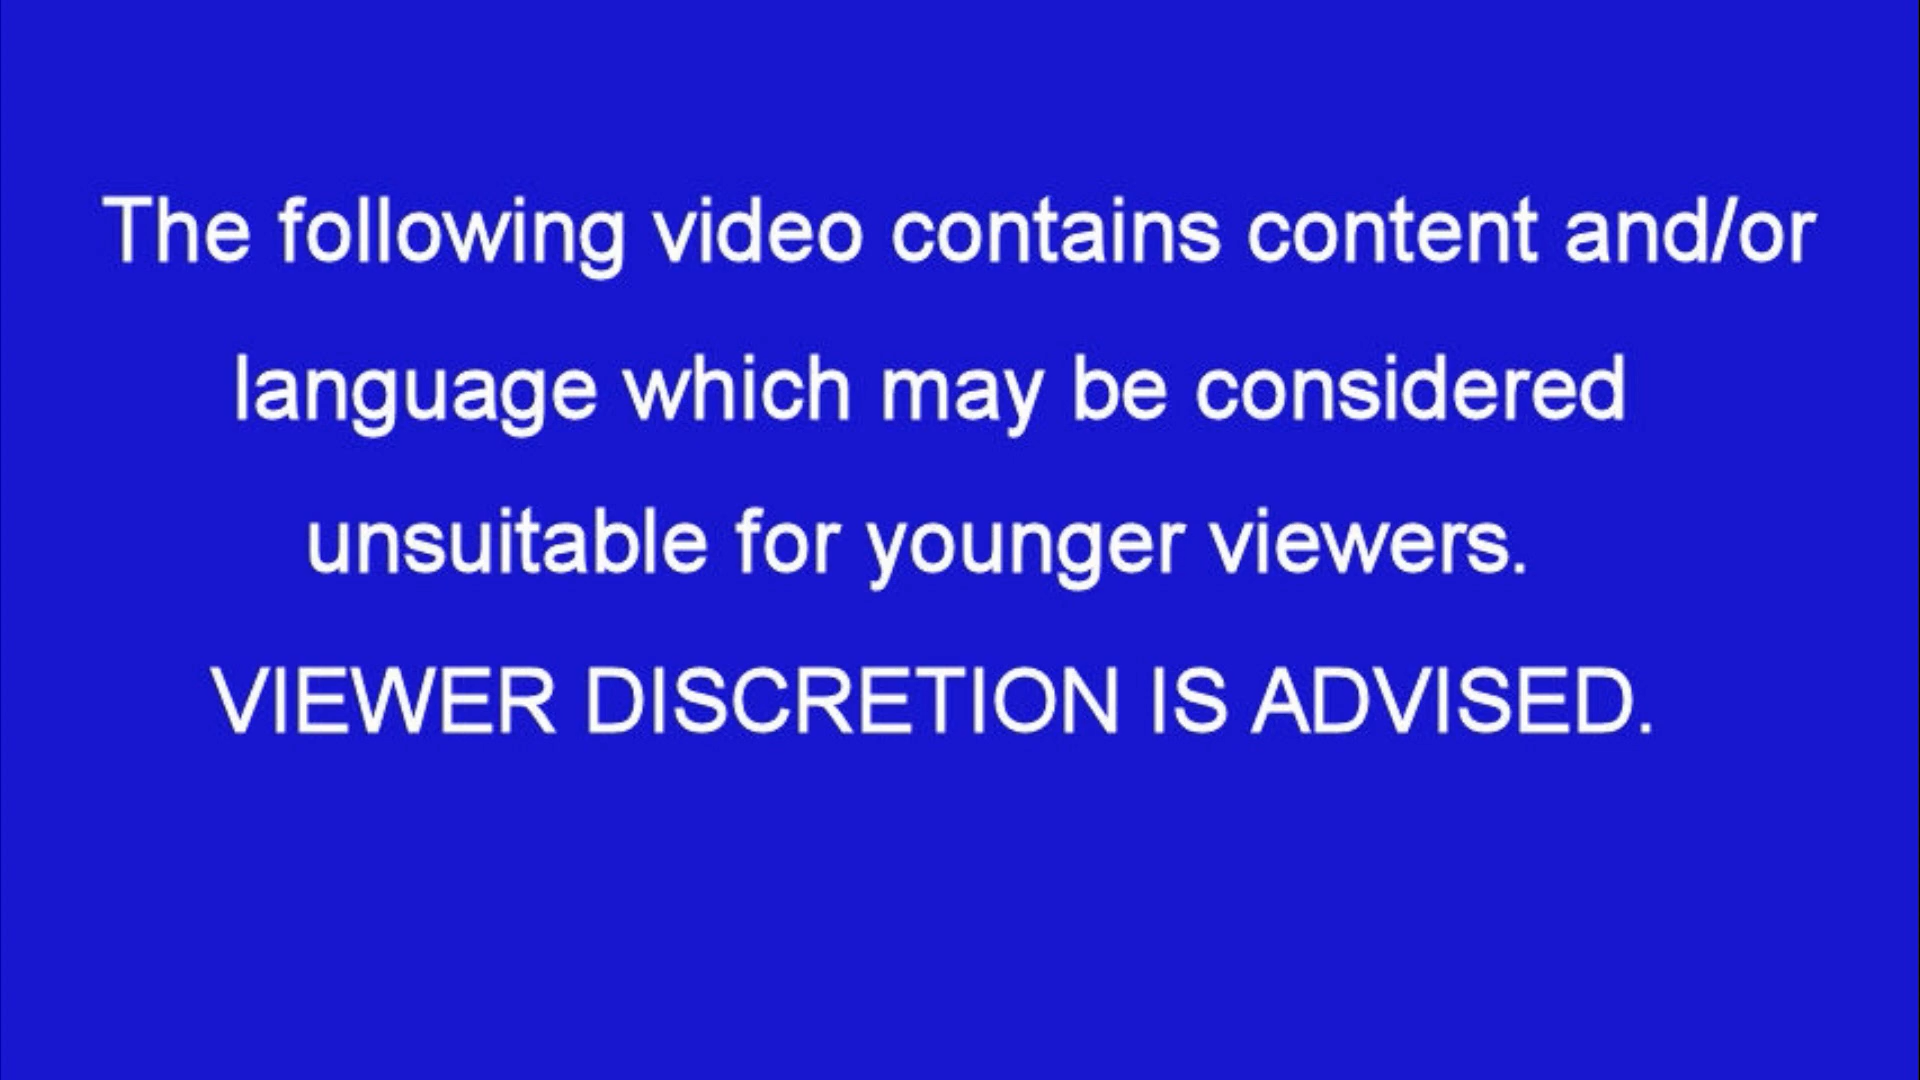 The following video contains content and/or
language which may be considered
unsuitable for younger viewers.
VIEWER DISCRETION IS ADVISED.